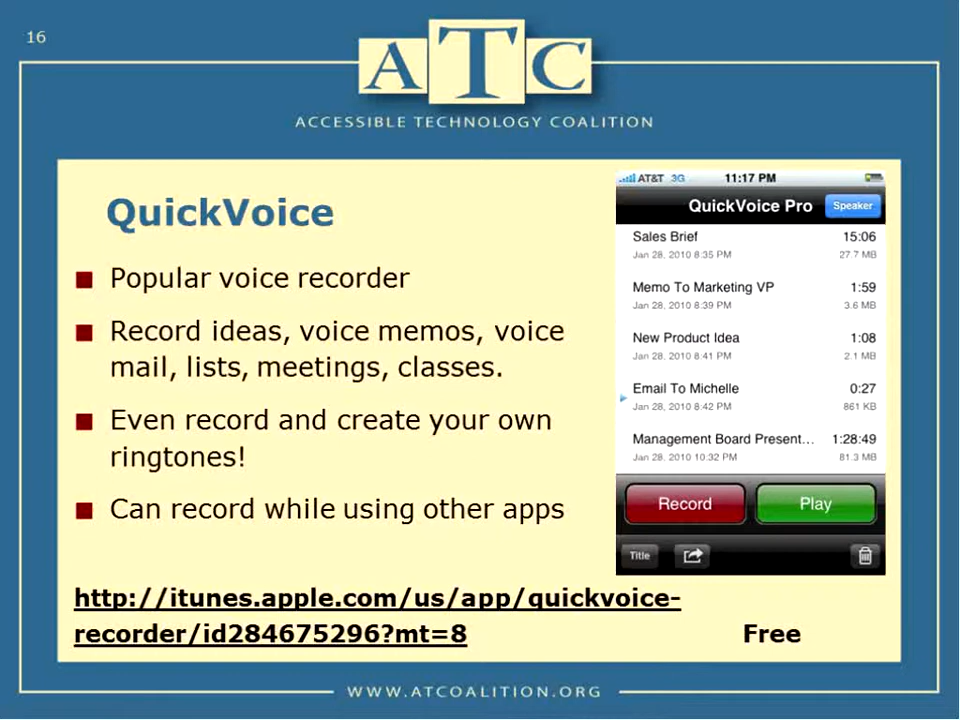 16
ATC
ACCESSIBLE TECHNOLOGY COALITION
QuickVoice
Popular voice recorder
Record ideas, voice memos, voice
mail, lists, meetings, classes.
Even record and create your own
ringtones!
Can record while using other apps
http://itunes.apple.com/us/app/quickvoice-
recorder/id284675296?mt=8 Free
AT&T 3G 11:17 PM
QuickVoice Pro Speaker
Sales Brief 15:06
Jan 28, 2010 8:35 PM 27.7 MB
Memo To Marketing VP 1:59
Jan 28, 2010 8:39 PM 3.6 MB
New Product Idea 1:08
Jan 28, 2010 8:41 PM 2.1 MB
Email To Michelle 0:27
Jan 28, 2010 8:42 PM 861 KB
Management Board Present... 1:28:49
Jan 28, 2010 10:32 PM 81.3 MB
Record Play
Title
WWW.ATCOALITION.ORG